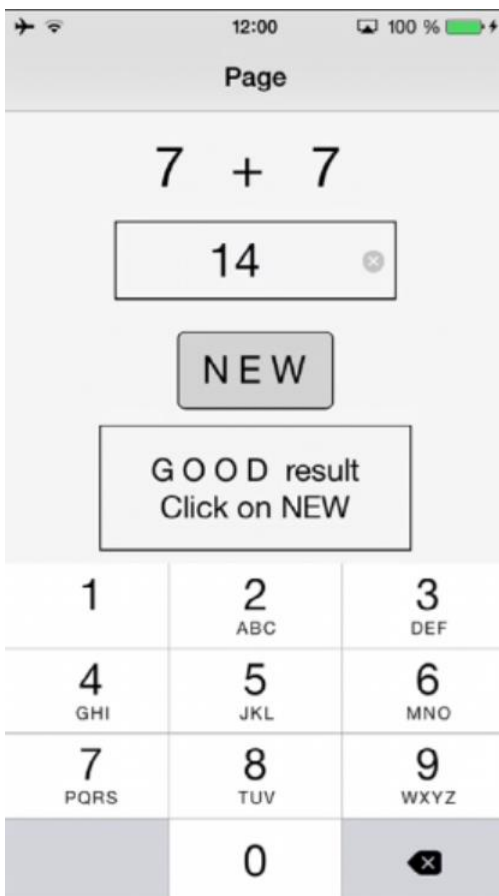 12:00 100 %
Page
7 + 7
14
NEW
GOOD result
Click on NEW
1 2 3
ABC DEF
4 5 6
GHI JKL MNO
7 8 9
PQRS TUV WXYZ
0